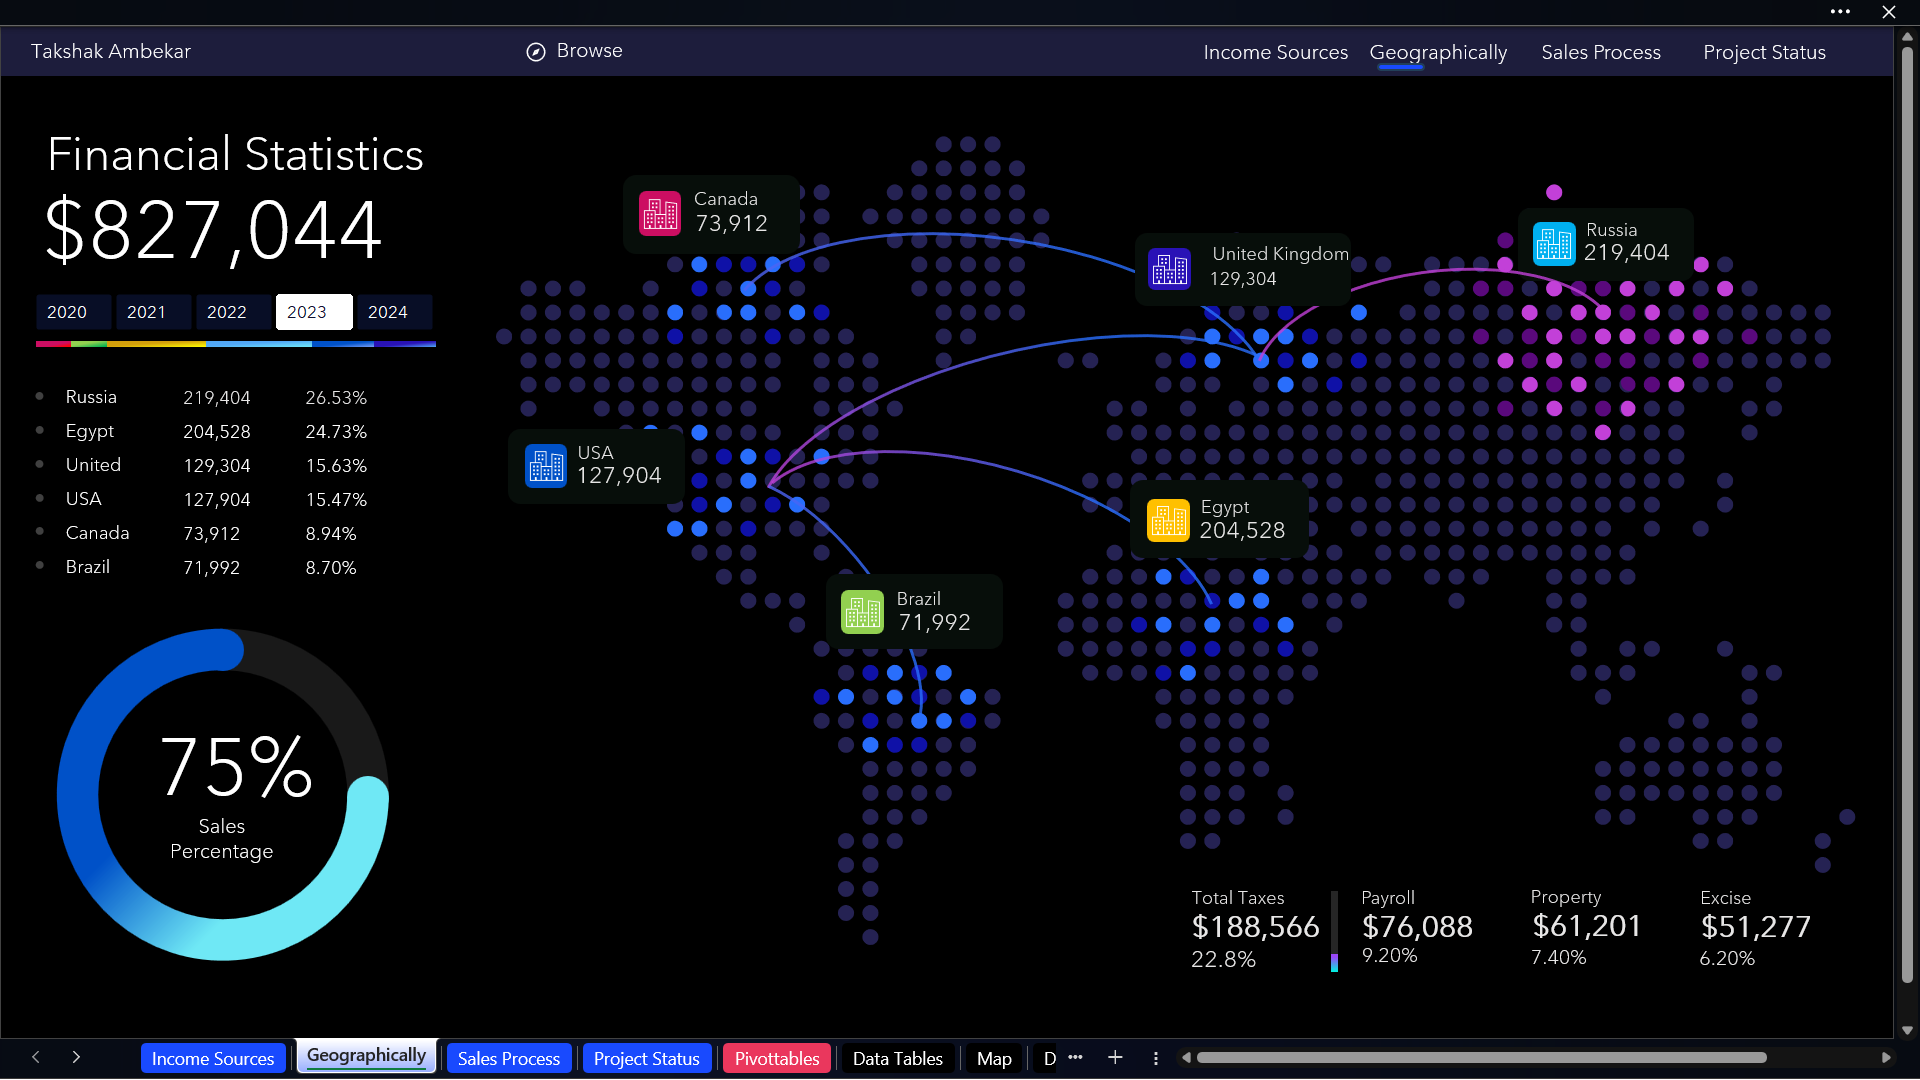 Takshak Ambekar
Browse
Income Sources
Geographically
Sales Process
Project Status
Financial Statistics
$827,044
2020
2021
2022
2023
2024
Russia 219,404 26.53%
Egypt 204,528 24.73%
United 129,304 15.63%
USA 127,904 15.47%
Canada 73,912 8.94%
Brazil 71,992 8.70%
75%
Sales
Percentage
Canada
73,912
United Kingdom
129,304
Russia
219,404
USA
127,904
Egypt
204,528
Brazil
71,992
Total Taxes
$188,566
22.8%
Payroll
$76,088
9.20%
Property
$61,201
7.40%
Excise
$51,277
6.20%
Income Sources
Geographically
Sales Process
Project Status
Pivottables
Data Tables
Map
D